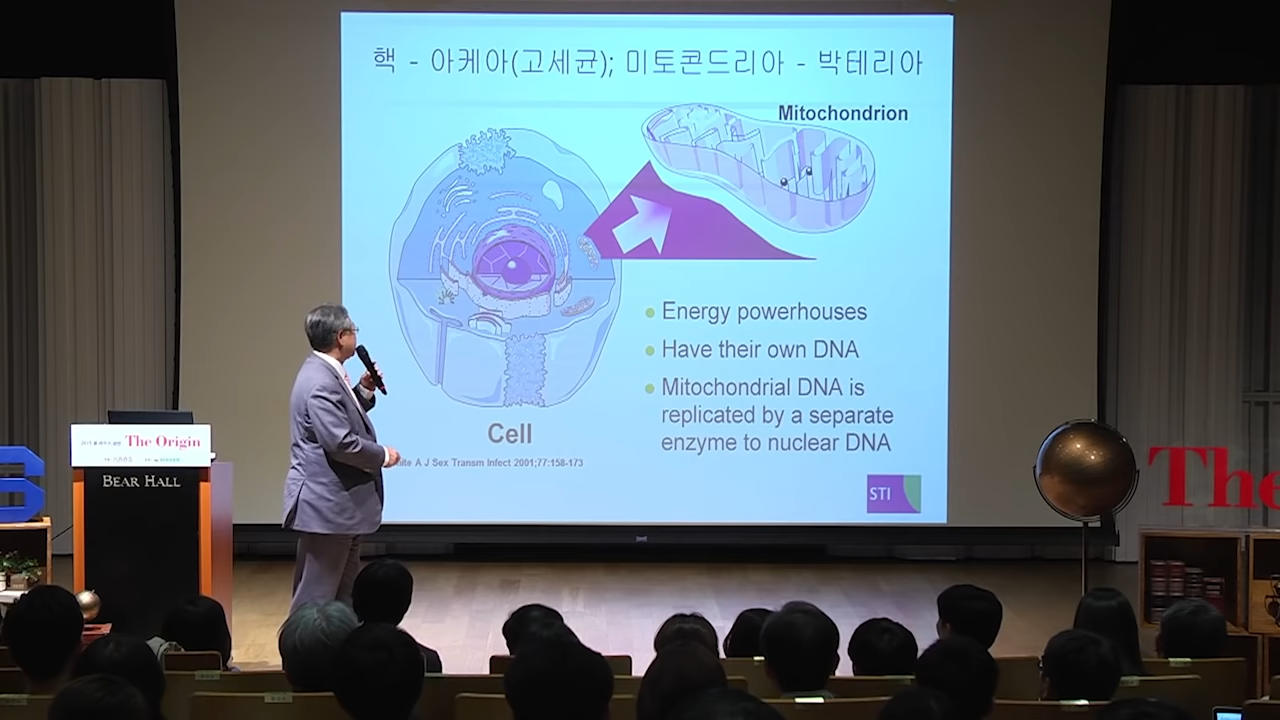 핵 - 아케아(고세균); 미토콘드리아 - 박테리아
Mitochondrion
Energy powerhouses
Have their own DNA
Mitochondrial DNA is
replicated by a separate
enzyme to nuclear DNA
Cell
A J Sex Transm Infect 2001;77:158-173
STI
The Origin
BEAR HALL
S
The